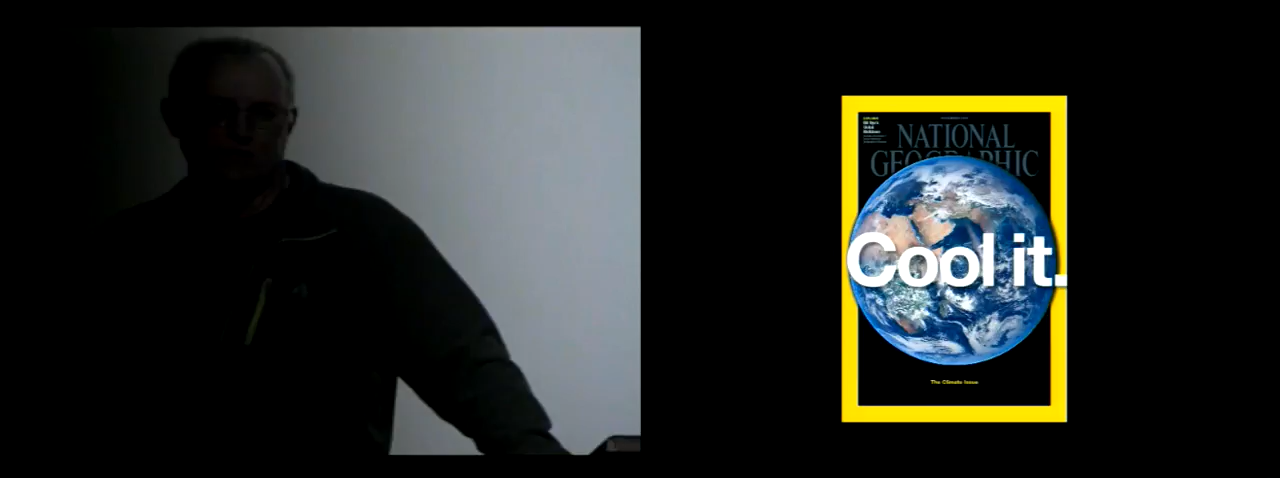 NATIONAL
GEOGRAPHIC
Cool it.
The Climate Issue